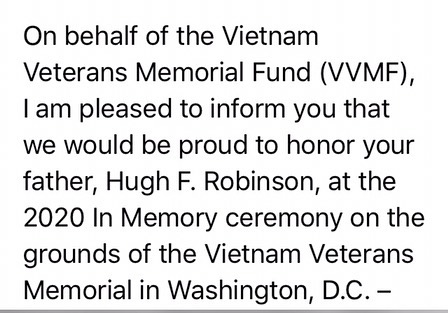 On behalf of the Vietnam
Veterans Memorial Fund (VVMF),
I am pleased to inform you that
we would be proud to honor your
father, Hugh F. Robinson, at the
2020 In Memory ceremony on the
grounds of the Vietnam Veterans
Memorial in Washington, D.C. –